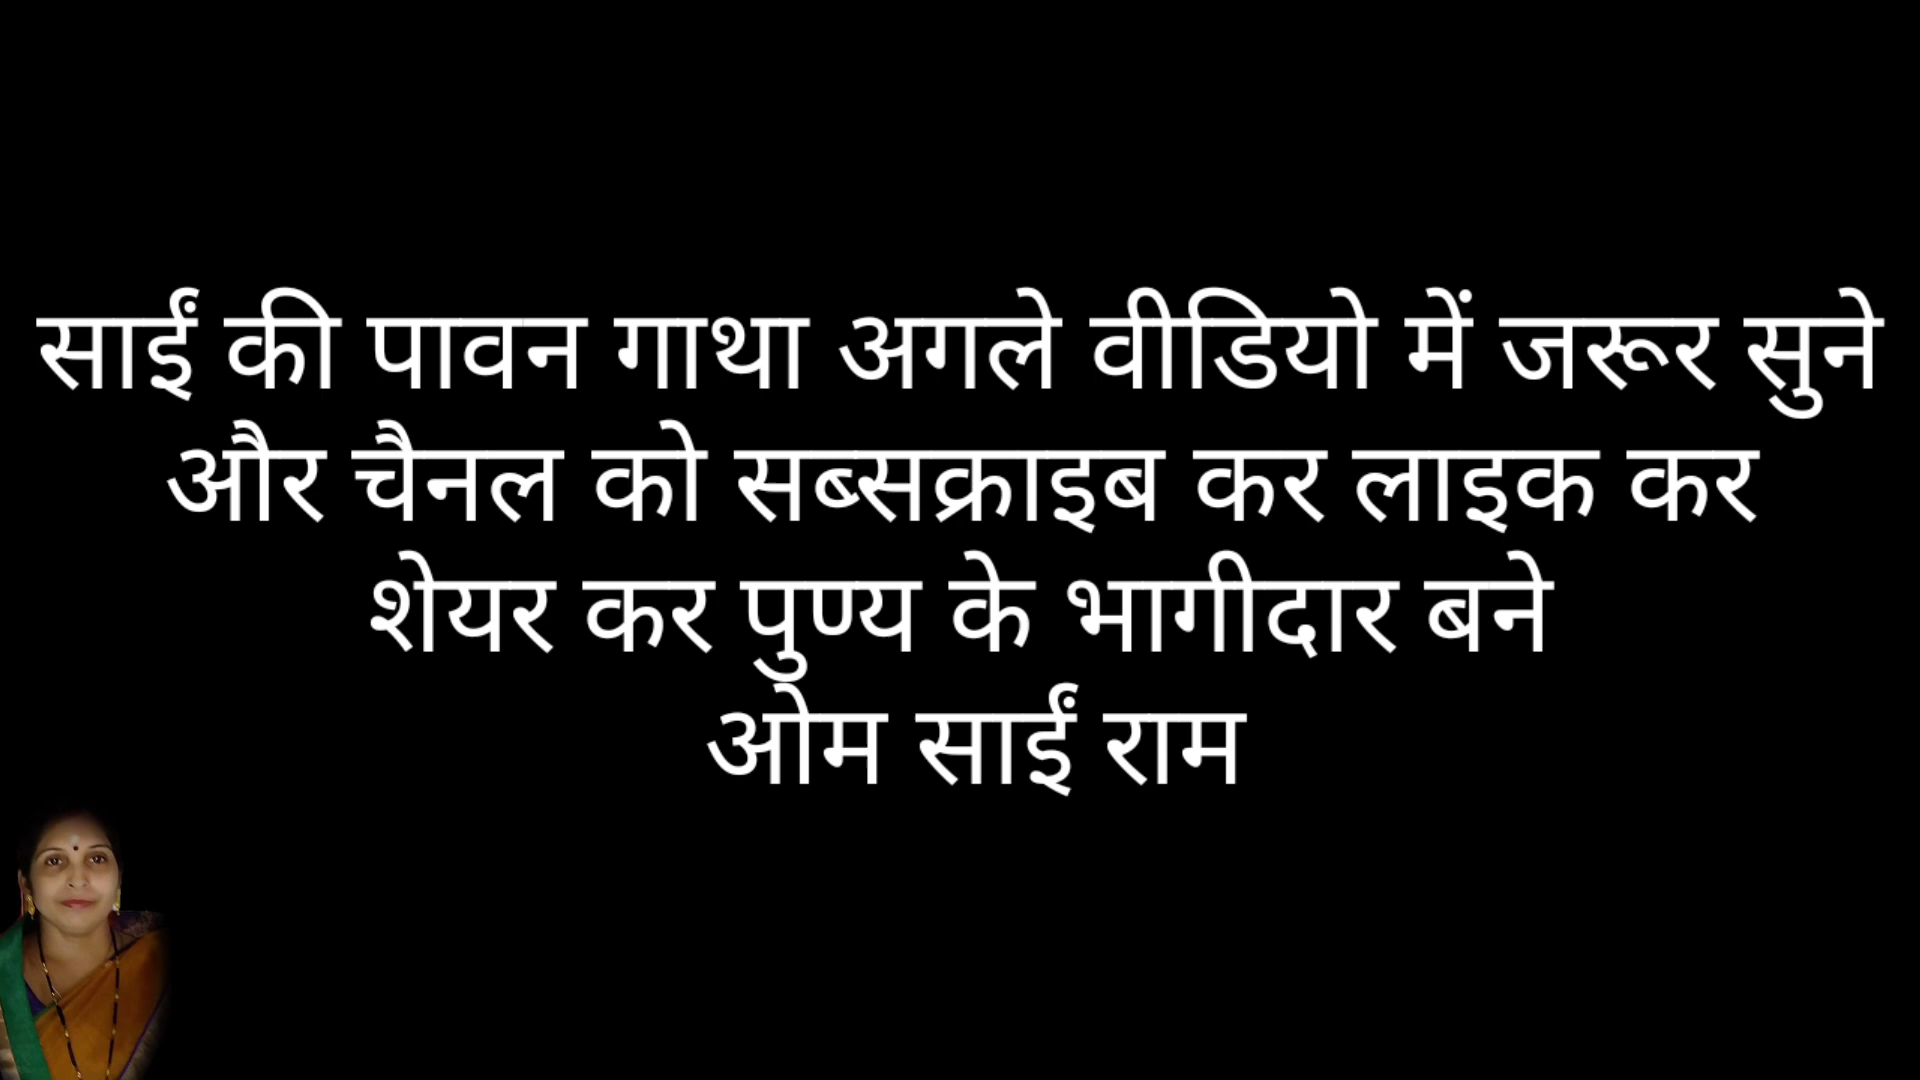 साईं की पावन गाथा अगले वीडियो में जरूर सुने
और चैनल को सब्सक्राइब कर लाइक कर
शेयर कर पुण्य के भागीदार बने
ओम साईं राम